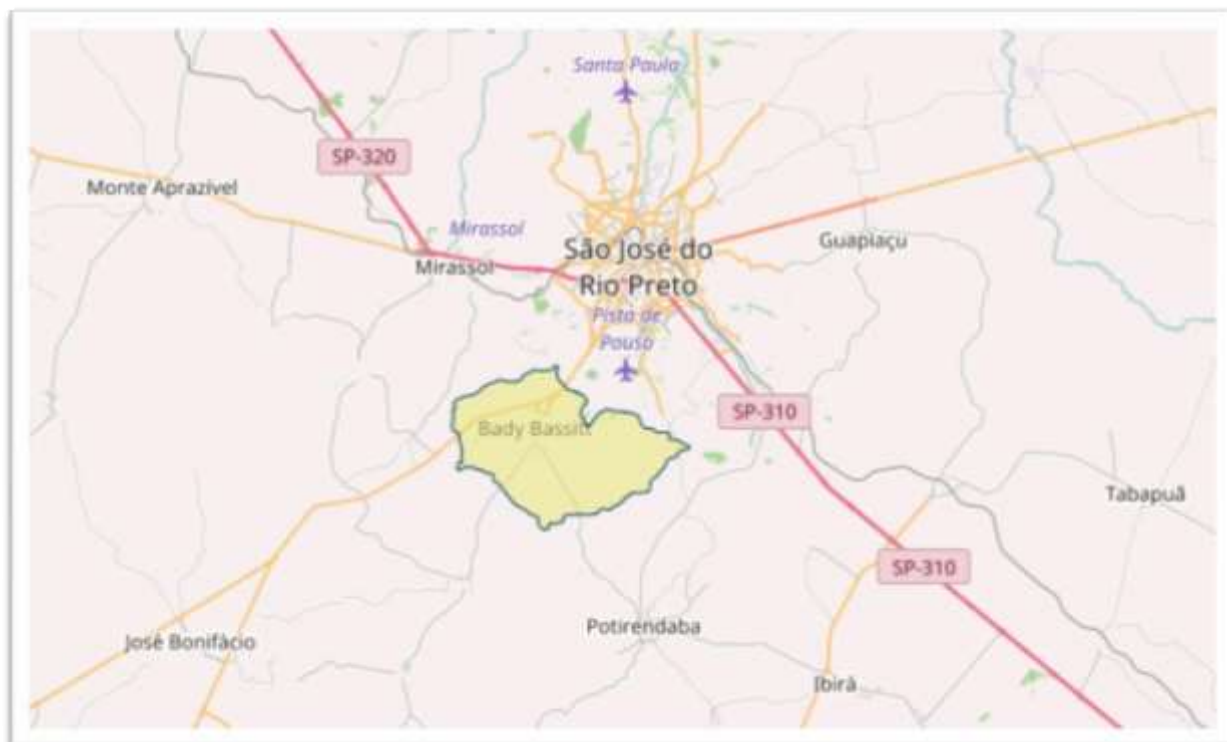 Santa Paula
SP-320
Monte Aprazível
Mirassol
Guapiaçu
São José do
Rio Preto
Mirassol
Pista de
Pouso
SP-310
Bady Bassitt
Tabapuã
SP-310
Potirendaba
José Bonifácio
Ibirá